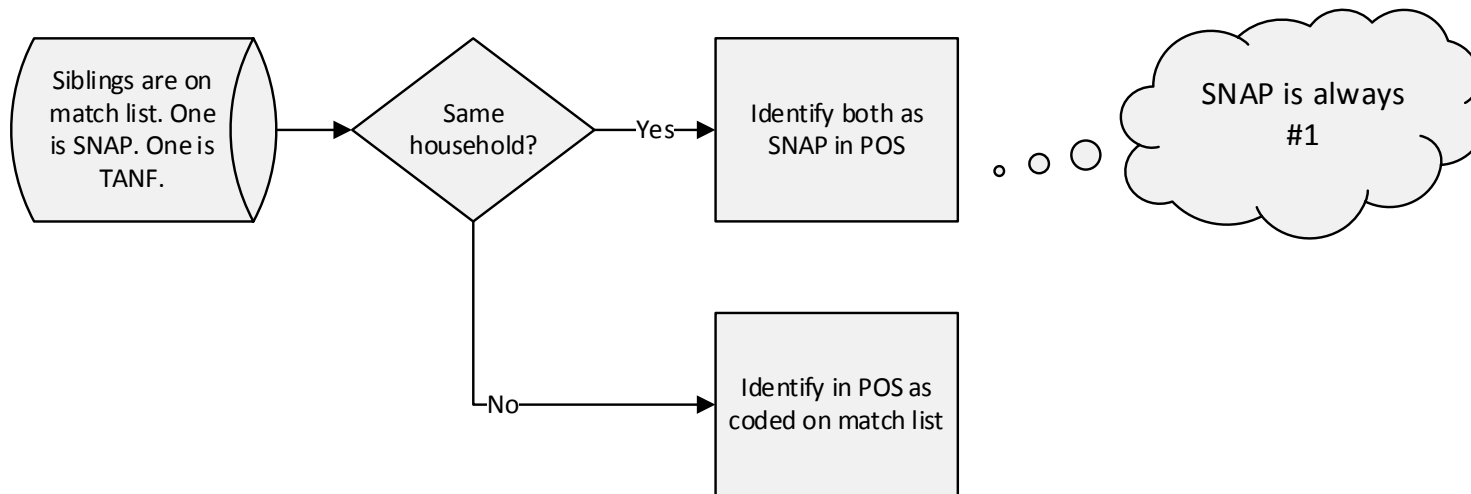 Siblings are on
match list. One
is SNAP. One is
TANF.
Same
household?
Yes
Identify both as
SNAP in POS
SNAP is always
#1
No
Identify in POS as
coded on match list